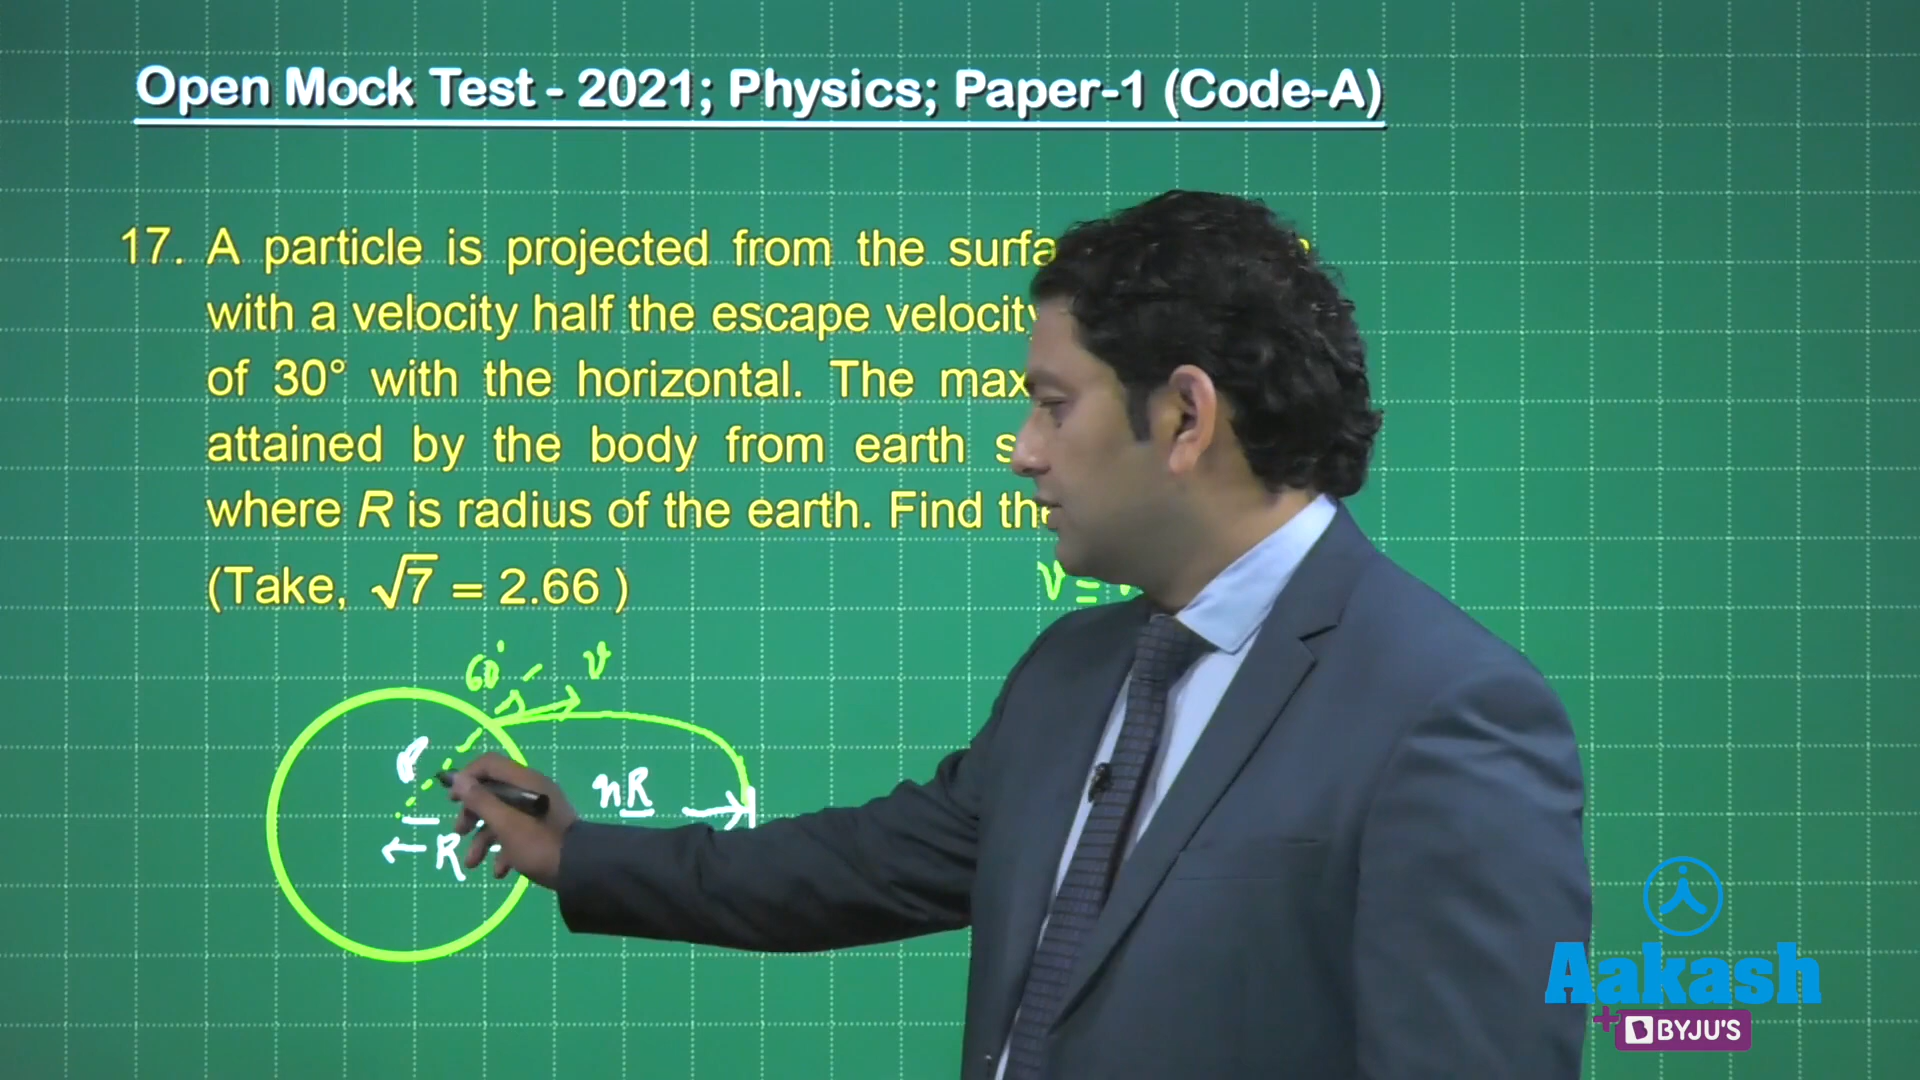 Open Mock Test - 2021; Physics; Paper-1 (Code-A)
17. A particle is projected from the
with a velocity half the escape velocity
of 30° with the horizontal. The
attained by the body from earth
where R is radius of the earth. Find the
(Take, √7 = 2.66 )
v =
60° v
R
nR
R
Aakash
+ B BYJU'S